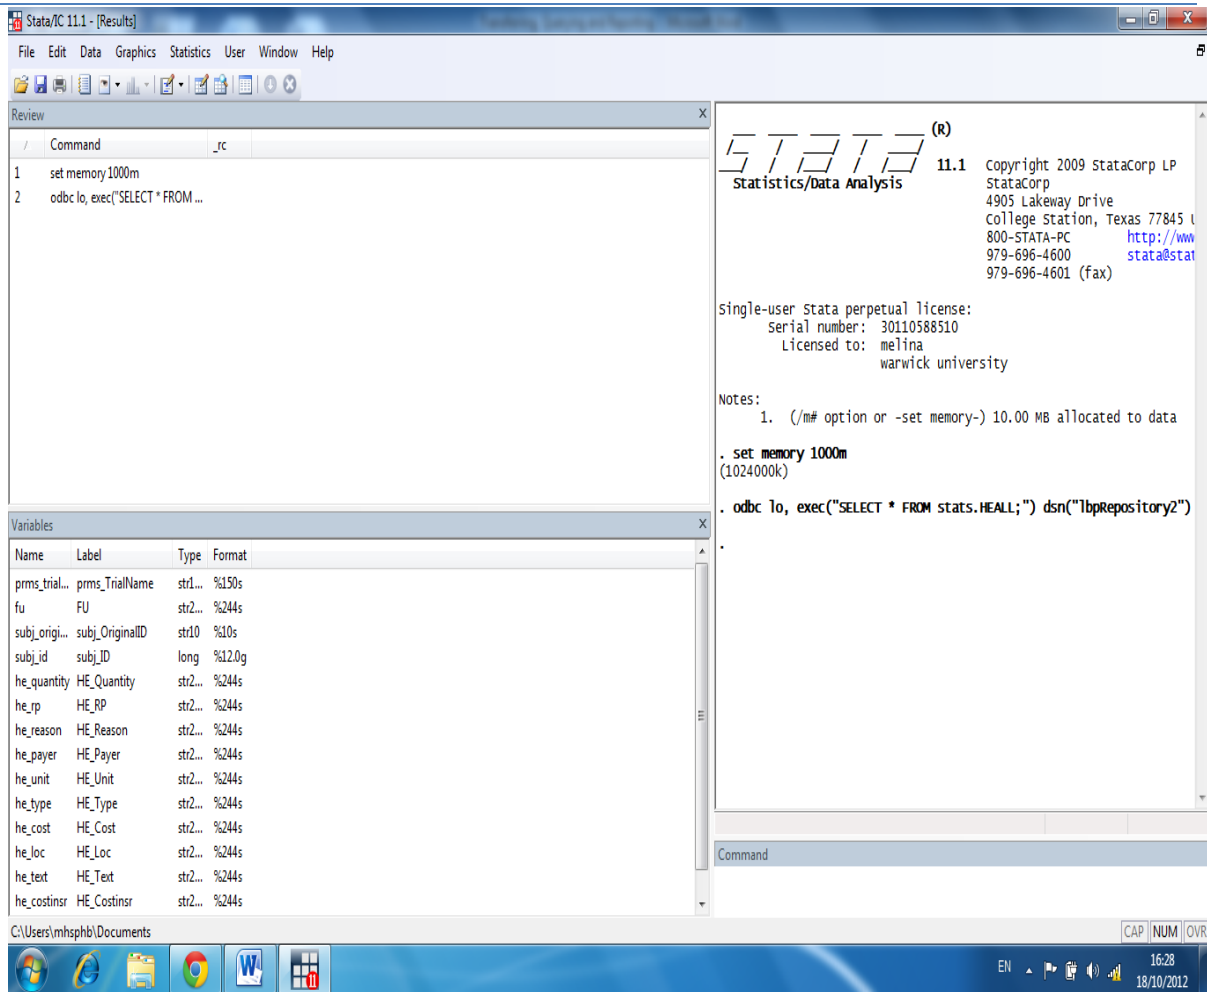 Stata/IC 11.1 - [Results]
File Edit Data Graphics Statistics User Window Help
Review
Command _rc
1 set memory 1000m
2 odbc lo, exec("SELECT * FROM ...
Variables
Name Label Type Format
prms_trial... prms_TrialName str1... %150s
fu FU str2... %244s
subj_origi... subj_OriginalID str10 %10s
subj_id subj_ID long %12.0g
he_quantity HE_Quantity str2... %244s
he_rp HE_RP str2... %244s
he_reason HE_Reason str2... %244s
he_payer HE_Payer str2... %244s
he_unit HE_Unit str2... %244s
he_type HE_Type str2... %244s
he_cost HE_Cost str2... %244s
he_loc HE_Loc str2... %244s
he_text HE_Text str2... %244s
he_costinsr HE_Costinsr str2... %244s
(R)
STATA 11.1 Copyright 2009 StataCorp LP
Statistics/Data Analysis StataCorp
4905 Lakeway Drive
College Station, Texas 77845 U
800-STATA-PC http://www
979-696-4600 stata@stat
979-696-4601 (fax)
Single-user Stata perpetual license:
Serial number: 30110588510
Licensed to: melina
warwick university
Notes:
1. (/m# option or -set memory-) 10.00 MB allocated to data
. set memory 1000m
(1024000k)
. odbc lo, exec("SELECT * FROM stats.HEALL;") dsn("lbpRepository2")
.
Command
C:\Users\mhsphb\Documents
CAP NUM OVR
EN
16:28
18/10/2012